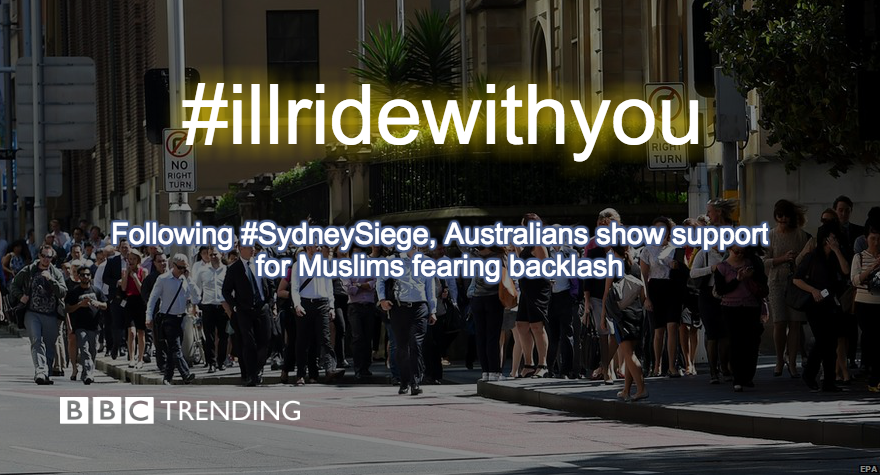 #illridewithyou
NO
RIGHT
TURN
RIGHT
TURN
Following #SydneySiege, Australians show support
for Muslims fearing backlash
BBC TRENDING
EPA